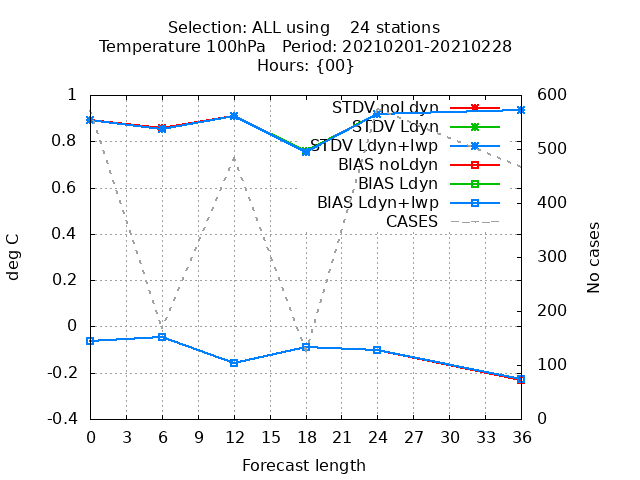 Selection: ALL using    24 stations
Temperature 100hPa   Period: 20210201-20210228
Hours: {00}
1
0.8
0.6
0.4
0.2
0
-0.2
-0.4
deg C
600
500
400
300
200
100
0
No cases
STDV noLdyn
STDV Ldyn
STDV Ldyn+lwp
BIAS noLdyn
BIAS Ldyn
BIAS Ldyn+lwp
CASES
0 3 6 9 12 15 18 21 24 27 30 33 36
Forecast length